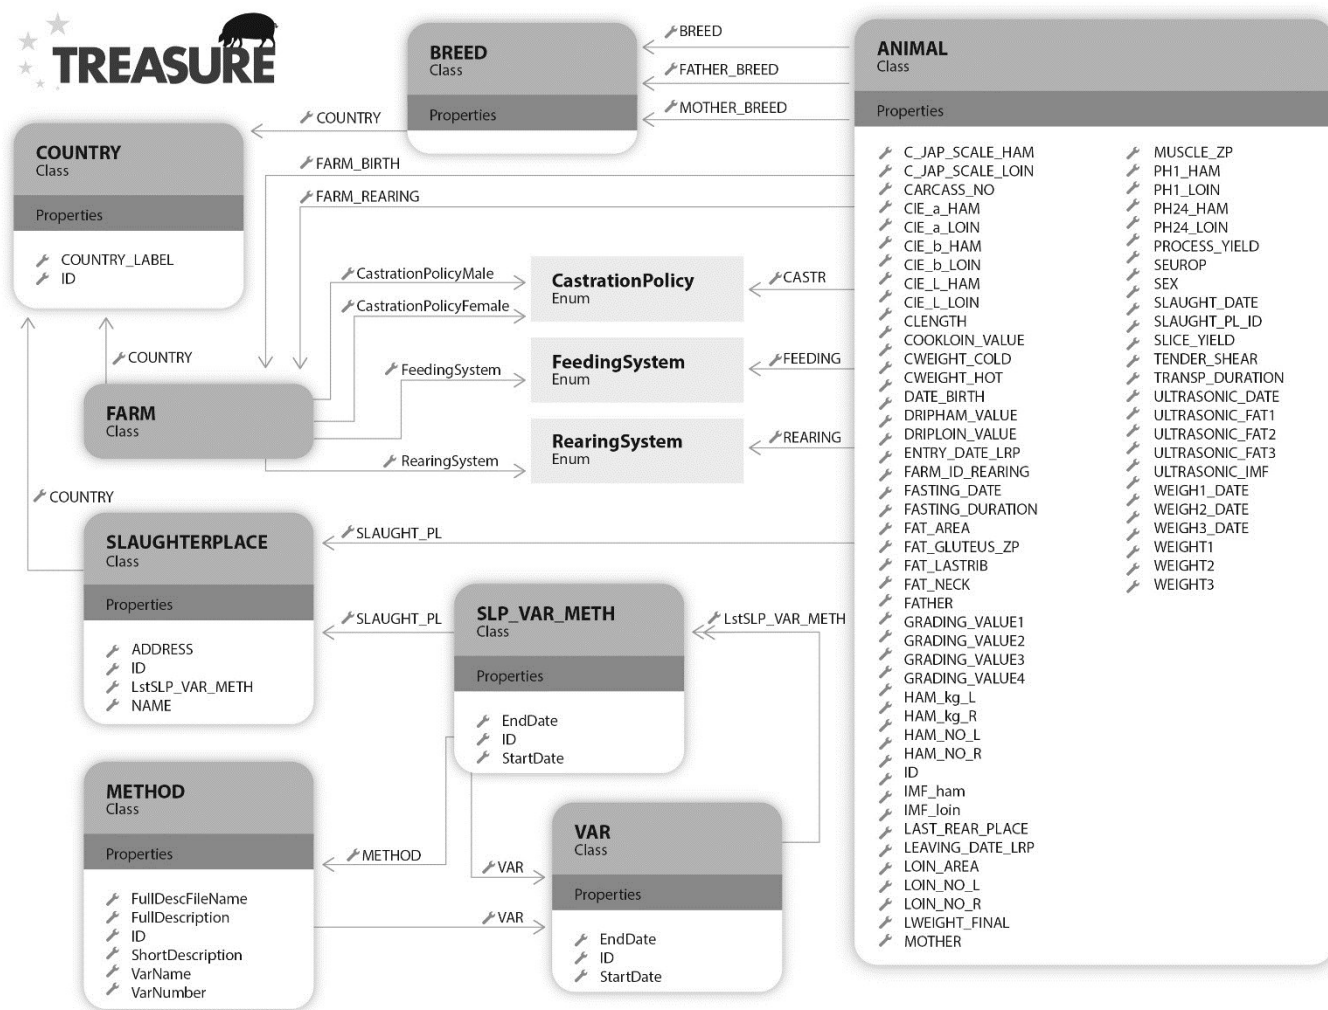 TREASURE
BREED
Class
Properties
BREED
FATHER_BREED
MOTHER_BREED
ANIMAL
Class
Properties
C_JAP_SCALE_HAM
C_JAP_SCALE_LOIN
CARCASS_NO
CIE_a_HAM
CIE_a_LOIN
CIE_b_HAM
CIE_b_LOIN
CIE_L_HAM
CIE_L_LOIN
CLENGTH
COOKLOIN_VALUE
CWEIGHT_COLD
CWEIGHT_HOT
DATE_BIRTH
DRIPHAM_VALUE
DRIPLOIN_VALUE
ENTRY_DATE_LRP
FARM_ID_REARING
FASTING_DATE
FASTING_DURATION
FAT_AREA
FAT_GLUTEUS_ZP
FAT_LASTRIB
FAT_NECK
FATHER
GRADING_VALUE1
GRADING_VALUE2
GRADING_VALUE3
GRADING_VALUE4
HAM_kg_L
HAM_kg_R
HAM_NO_L
HAM_NO_R
ID
IMF_ham
IMF_loin
LAST_REAR_PLACE
LEAVING_DATE_LRP
LOIN_AREA
LOIN_NO_L
LOIN_NO_R
LWEIGHT_FINAL
MOTHER
MUSCLE_ZP
PH1_HAM
PH1_LOIN
PH24_HAM
PH24_LOIN
PROCESS_YIELD
SEUROP
SEX
SLAUGHT_DATE
SLAUGHT_PL_ID
SLICE_YIELD
TENDER_SHEAR
TRANSP_DURATION
ULTRASONIC_DATE
ULTRASONIC_FAT1
ULTRASONIC_FAT2
ULTRASONIC_FAT3
ULTRASONIC_IMF
WEIGH1_DATE
WEIGH2_DATE
WEIGH3_DATE
WEIGHT1
WEIGHT2
WEIGHT3
COUNTRY
Class
Properties
COUNTRY_LABEL
ID
COUNTRY
FARM_BIRTH
FARM_REARING
CastrationPolicyMale
CastrationPolicyFemale
FeedingSystem
RearingSystem
CastrationPolicy
Enum
FeedingSystem
Enum
RearingSystem
Enum
CASTR
FEEDING
REARING
COUNTRY
FARM
Class
COUNTRY
SLAUGHTERPLACE
Class
Properties
ADDRESS
ID
LstSLP_VAR_METH
NAME
SLAUGHT_PL
SLAUGHT_PL
SLP_VAR_METH
Class
Properties
EndDate
ID
StartDate
LstSLP_VAR_METH
METHOD
Class
Properties
FullDescFileName
FullDescription
ID
ShortDescription
VarName
VarNumber
METHOD
VAR
VAR
VAR
Class
Properties
EndDate
ID
StartDate